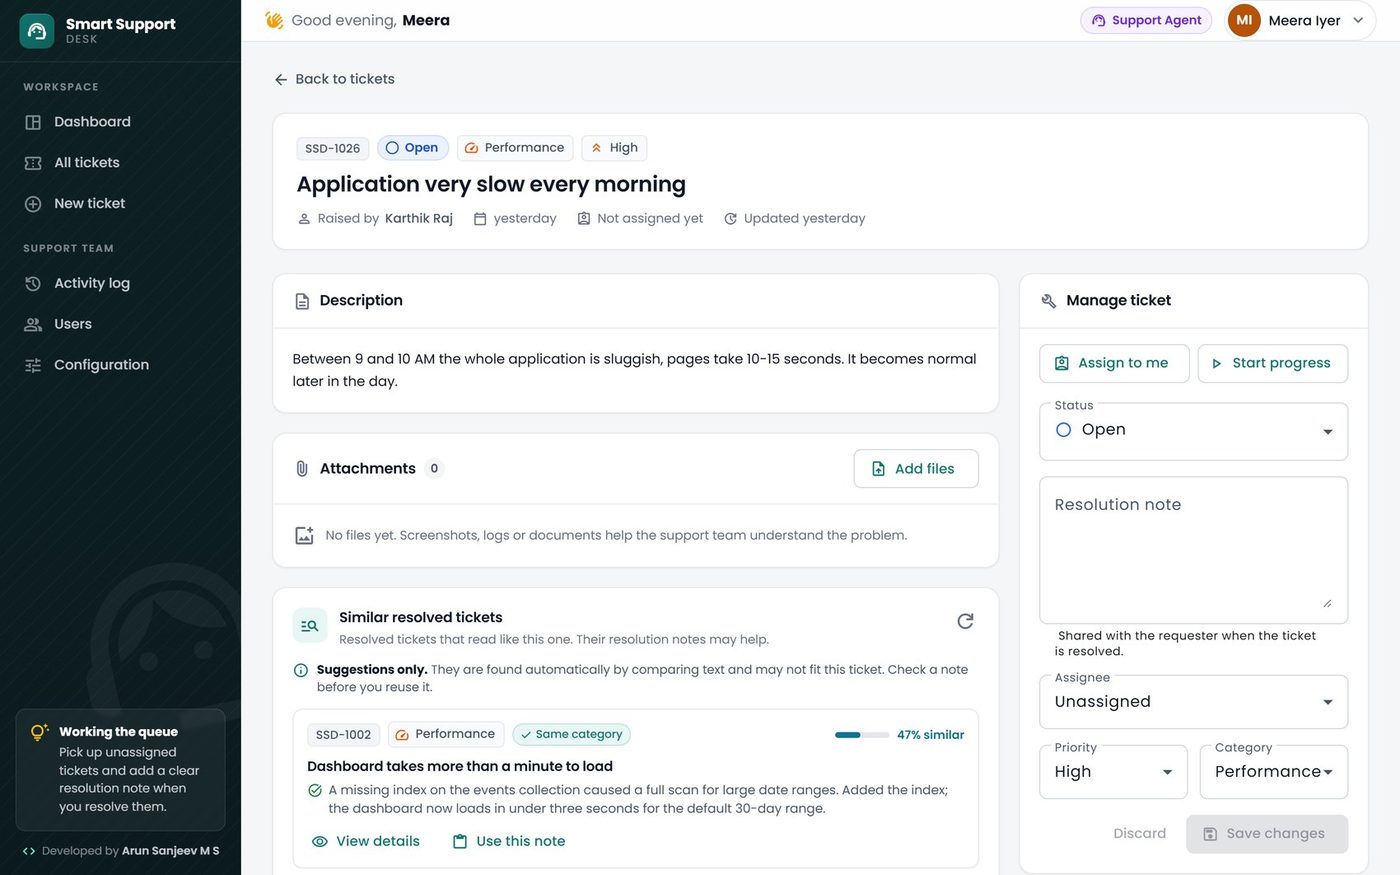 Smart Support
DESK
WORKSPACE
Dashboard
All tickets
New ticket
SUPPORT TEAM
Activity log
Users
Configuration
Working the queue
Pick up unassigned
tickets and add a clear
resolution note when
you resolve them.
Developed by Arun Sanjeev M S
Good evening, Meera
Support Agent
MI
Meera Iyer
Back to tickets
SSD-1026
Open
Performance
High
Application very slow every morning
Raised by Karthik Raj
yesterday
Not assigned yet
Updated yesterday
Description
Between 9 and 10 AM the whole application is sluggish, pages take 10-15 seconds. It becomes normal
later in the day.
Attachments 0
Add files
No files yet. Screenshots, logs or documents help the support team understand the problem.
Similar resolved tickets
Resolved tickets that read like this one. Their resolution notes may help.
Suggestions only. They are found automatically by comparing text and may not fit this ticket. Check a note
before you reuse it.
SSD-1002
Performance
Same category
47% similar
Dashboard takes more than a minute to load
A missing index on the events collection caused a full scan for large date ranges. Added the index;
the dashboard now loads in under three seconds for the default 30-day range.
View details
Use this note
Manage ticket
Assign to me
Start progress
Status
Open
Resolution note
Shared with the requester when the ticket
is resolved.
Assignee
Unassigned
Priority
High
Category
Performance
Discard
Save changes